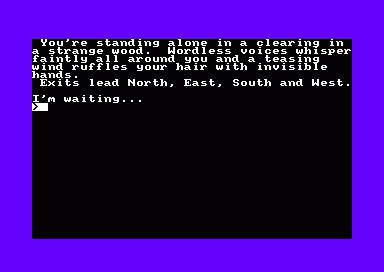 You're standing alone in a clearing in
a strange wood. Wordless voices whisper
faintly all around you and a teasing
wind ruffles your hair with invisible
hands.
Exits lead North, East, South and West.
I'm waiting...
>